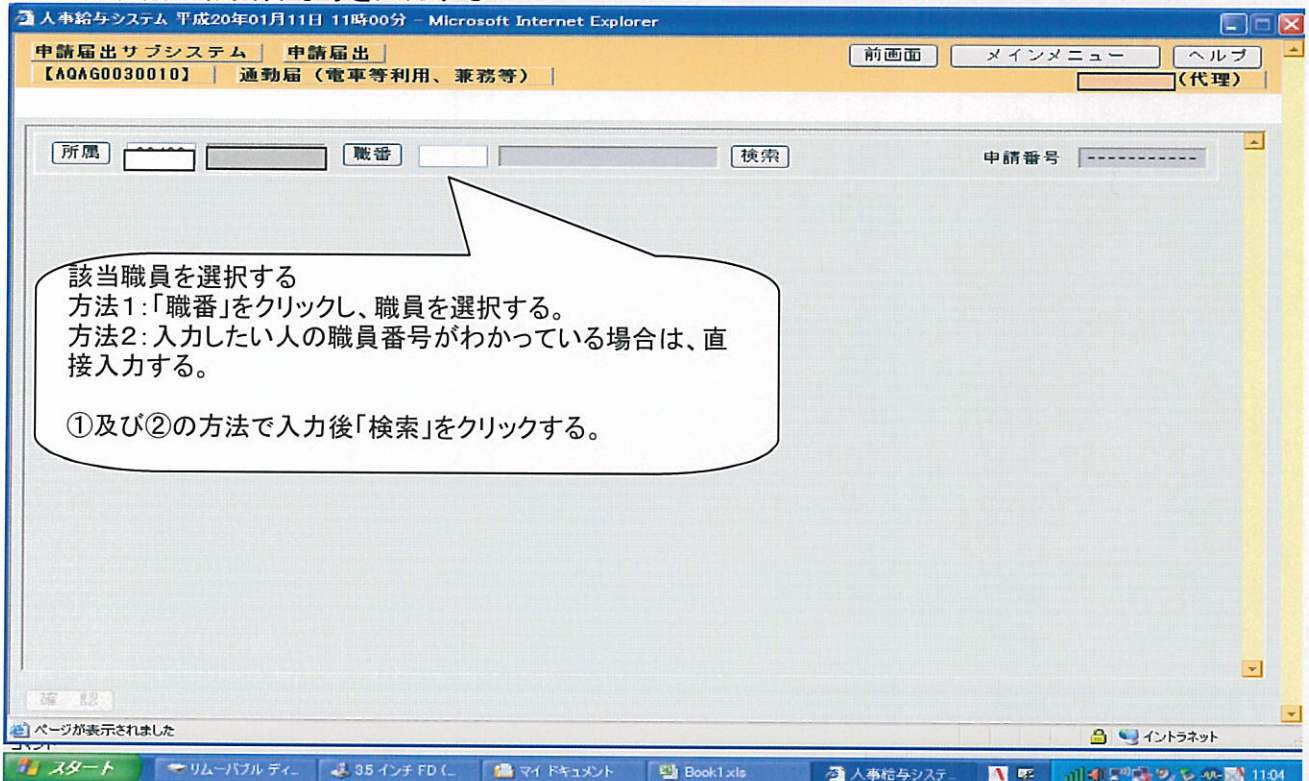 人事給与システム 平成20年01月11日 11時00分 - Microsoft Internet Explorer
申請届出サブシステム | 申請届出 |
前画面 メインメニュー ヘルプ
【AQAG0030010】 | 通勤届(電車等利用、兼務等) |
(代理) |
所属 職番 検索 申請番号 -----------
該当職員を選択する
方法1:「職番」をクリックし、職員を選択する。
方法2:入力したい人の職員番号がわかっている場合は、直
接入力する。
①及び②の方法で入力後「検索」をクリックする。
確 認
ページが表示されました
イントラネット
スタート リムーバブル ディ... 3.5 インチ FD (... マイ ドキュメント Book1.xls 人事給与システ... 11:04